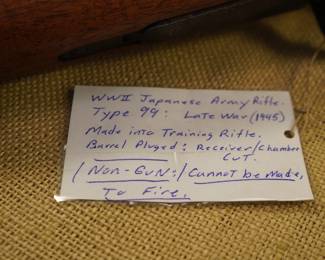 WWII Japanese Army Rifle.
Type 99: Late War (1945)
Made into Training Rifle.
Barrel Pluged: Receiver/Chamber
Cut.
/Non-Gun:/ Cannot be Made,
To Fire.